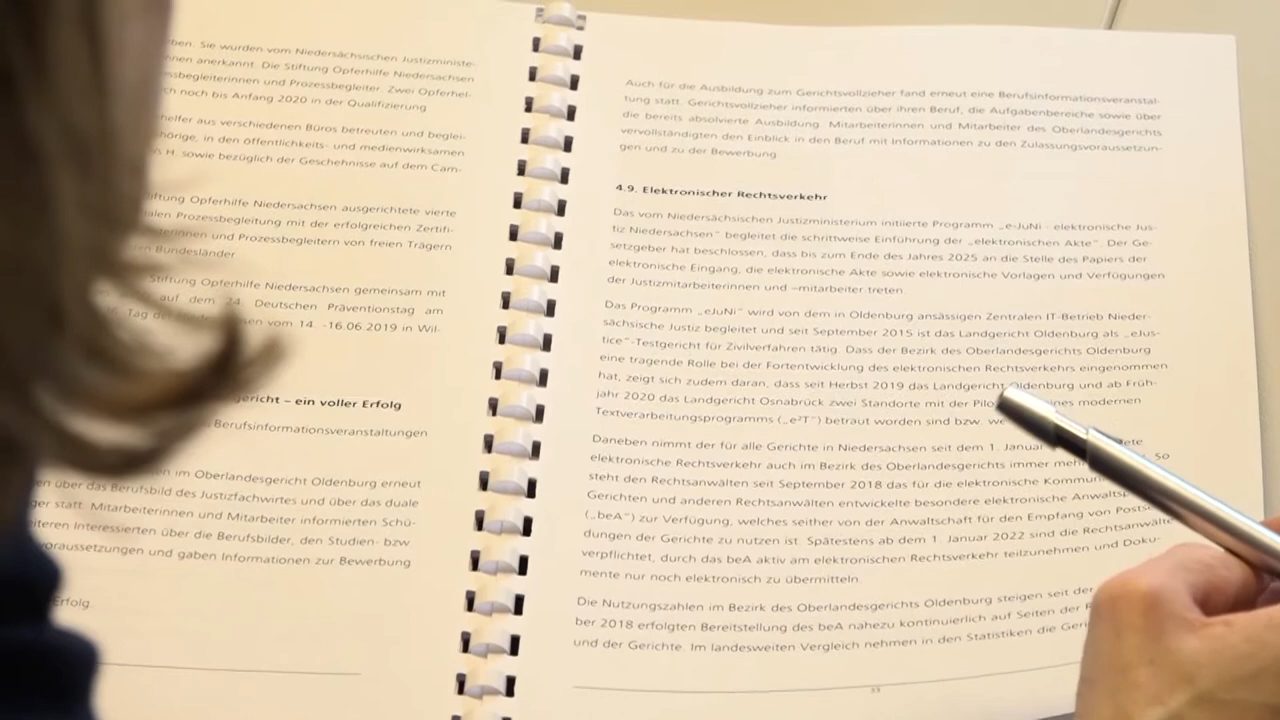 ben. Sie wurden vom Niedersächsischen Justizministe-
nnen anerkannt. Die Stiftung Opferhilfe Niedersachsen
ssbegleiterinnen und Prozessbegleiter. Zwei Opferhel-
ch noch bis Anfang 2020 in der Qualifizierung
helfer aus verschiedenen Büros betreuten und beglei-
hörige, in den öffentlichkeits- und medienwirksamen
s H. sowie bezüglich der Geschehnisse auf dem Cam-
iftung Opferhilfe Niedersachsen ausgerichtete vierte
alen Prozessbegleitung mit der erfolgreichen Zertifi-
terinnen und Prozessbegleitern von freien Trägern
en Bundesländer
Stiftung Opferhilfe Niedersachsen gemeinsam mit
auf dem 24. Deutschen Präventionstag am
Tag der sen vom 14. -16.06 2019 in Wil-
gericht – ein voller Erfolg
Berufsinformationsveranstaltungen
en im Oberlandesgericht Oldenburg erneut
en über das Berufsbild des Justizfachwirtes und über das duale
ger statt. Mitarbeiterinnen und Mitarbeiter informierten Schü-
eiteren Interessierten über die Berufsbilder, den Studien- bzw
voraussetzungen und gaben Informationen zur Bewerbung
Erfolg.
Auch für die Ausbildung zum Gerichtsvollzieher fand erneut eine Berufsinformationsveranstal-
tung statt. Gerichtsvollzieher informierten über ihren Beruf, die Aufgabenbereiche sowie über
die bereits absolvierte Ausbildung. Mitarbeiterinnen und Mitarbeiter des Oberlandesgerichts
vervollständigten den Einblick in den Beruf mit Informationen zu den Zulassungsvoraussetzun-
gen und zu der Bewerbung
4.9. Elektronischer Rechtsverkehr
Das vom Niedersächsischen Justizministerium initiierte Programm „e-JuNi - elektronische Jus-
tiz Niedersachsen“ begleitet die schrittweise Einführung der „elektronischen Akte“. Der Ge-
setzgeber hat beschlossen, dass bis zum Ende des Jahres 2025 an die Stelle des Papiers der
elektronische Eingang, die elektronische Akte sowie elektronische Vorlagen und Verfügungen
der Justizmitarbeiterinnen und –mitarbeiter treten.
Das Programm „eJuNi“ wird von dem in Oldenburg ansässigen Zentralen IT-Betrieb Nieder-
sächsische Justiz begleitet und seit September 2015 ist das Landgericht Oldenburg als „eJus-
tice“-Testgericht für Zivilverfahren tätig. Dass der Bezirk des Oberlandesgerichts Oldenburg
eine tragende Rolle bei der Fortentwicklung des elektronischen Rechtsverkehrs eingenommen
hat, zeigt sich zudem daran, dass seit Herbst 2019 das Landgericht Oldenburg und ab Früh-
jahr 2020 das Landgericht Osnabrück zwei Standorte mit der Pilo ines modernen
Textverarbeitungsprogramms („e²T“) betraut worden sind bzw. we
Daneben nimmt der für alle Gerichte in Niedersachsen seit dem 1. Januar tete
elektronische Rechtsverkehr auch im Bezirk des Oberlandesgerichts immer meh So
steht den Rechtsanwälten seit September 2018 das für die elektronische Kommun
Gerichten und anderen Rechtsanwälten entwickelte besondere elektronische Anwaltsp
(„beA“) zur Verfügung, welches seither von der Anwaltschaft für den Empfang von Postse
dungen der Gerichte zu nutzen ist. Spätestens ab dem 1. Januar 2022 sind die Rechtsanwälte
verpflichtet, durch das beA aktiv am elektronischen Rechtsverkehr teilzunehmen und Doku-
mente nur noch elektronisch zu übermitteln.
Die Nutzungszahlen im Bezirk des Oberlandesgerichts Oldenburg steigen seit der
ber 2018 erfolgten Bereitstellung des beA nahezu kontinuierlich auf Seiten der R
und der Gerichte. Im landesweiten Vergleich nehmen in den Statistiken die Geri
33